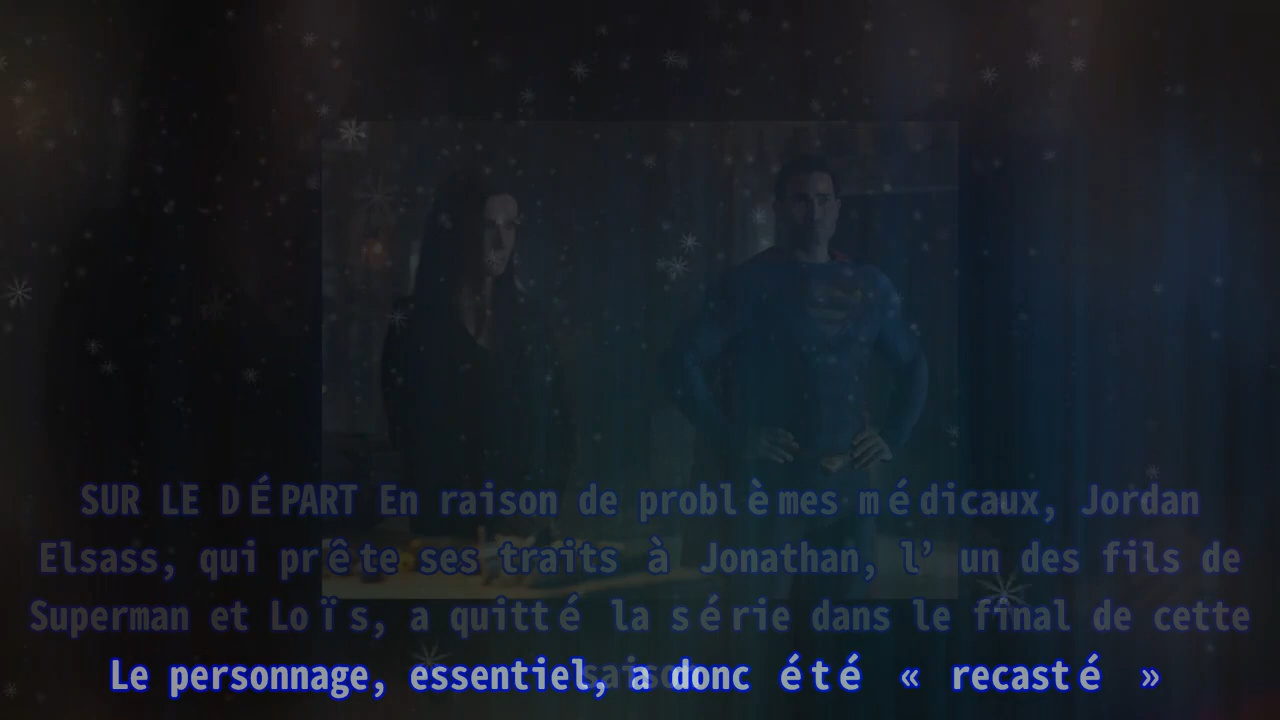 SUR LE DÉPART En raison de problèmes médicaux, Jordan
Elsass, qui prête ses traits à Jonathan, l’ un des fils de
Superman et Loïs, a quitté la série dans le final de cette
saison
Le personnage, essentiel, a donc été « recasté »